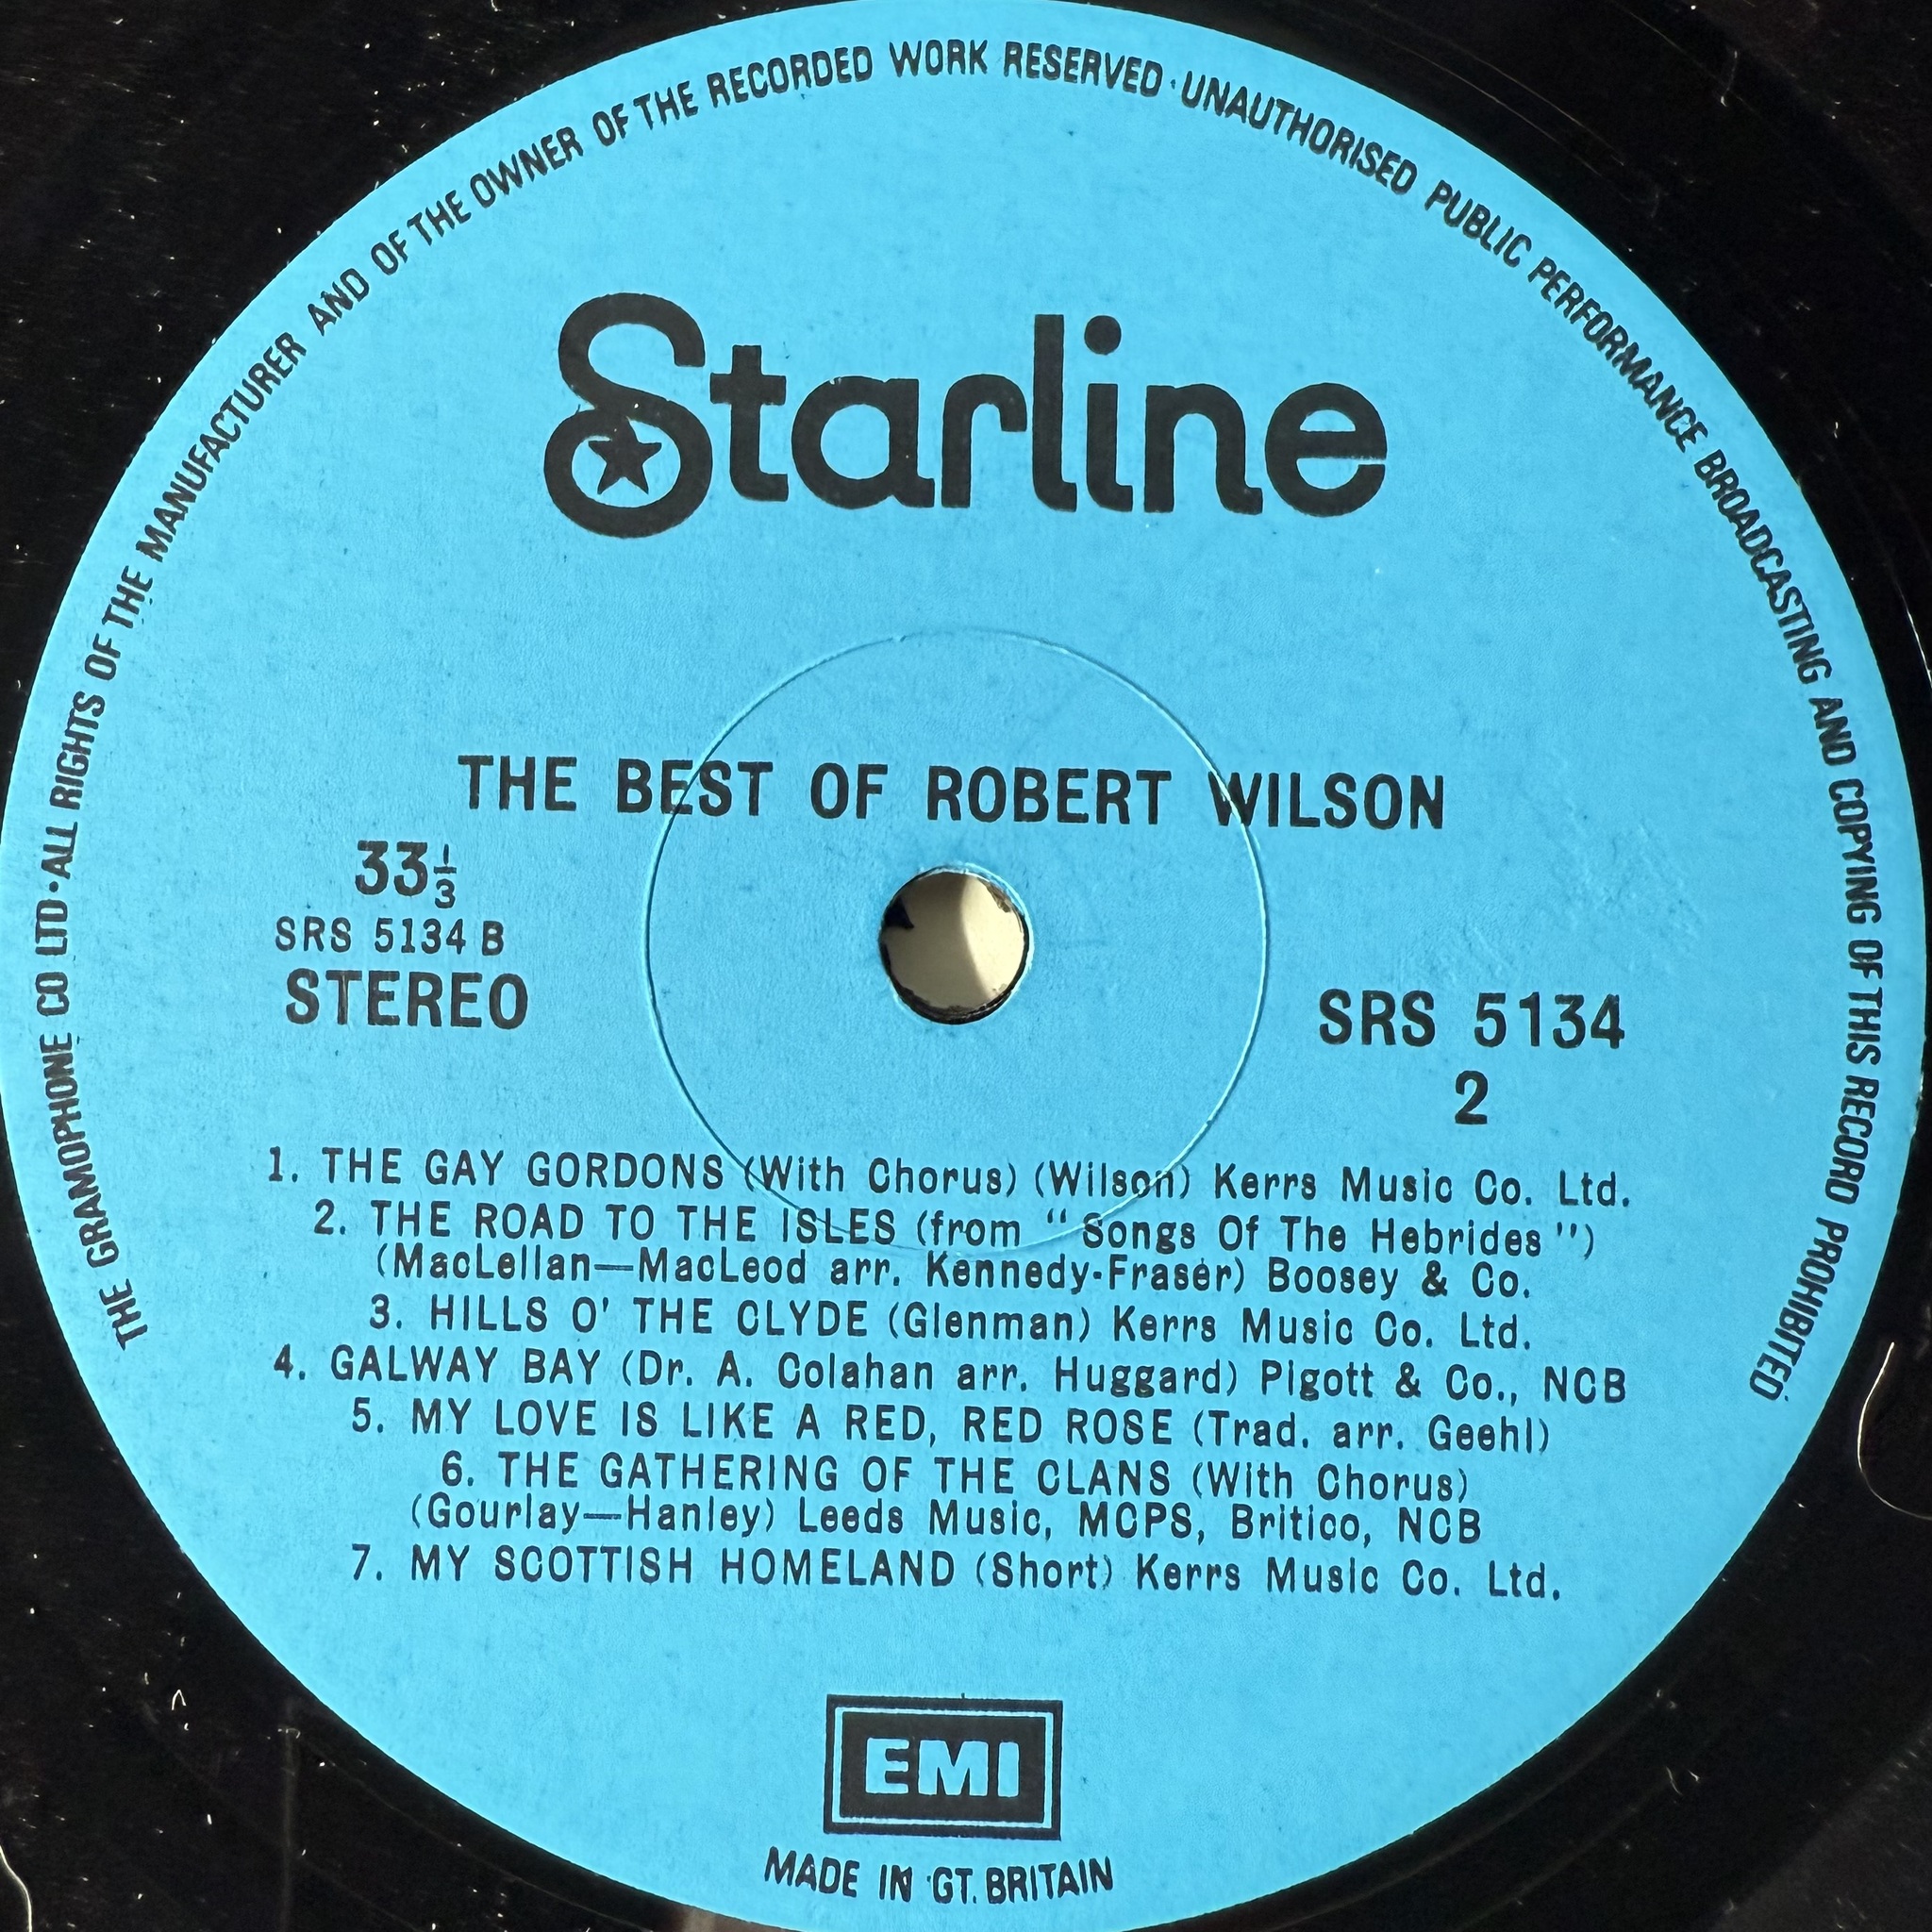 THE GRAMOPHONE CO LTD · ALL RIGHTS OF THE MANUFACTURER AND OF THE OWNER OF THE RECORDED WORK RESERVED · UNAUTHORISED PUBLIC PERFORMANCE BROADCASTING AND COPYING OF THIS RECORD PROHIBITED
Starline
THE BEST OF ROBERT WILSON
33⅓
SRS 5134 B
STEREO
SRS 5134
2
1. THE GAY GORDONS (With Chorus) (Wilson) Kerrs Music Co. Ltd.
2. THE ROAD TO THE ISLES (from "Songs Of The Hebrides")
(MacLellan—MacLeod arr. Kennedy-Fraser) Boosey & Co.
3. HILLS O' THE CLYDE (Glenman) Kerrs Music Co. Ltd.
4. GALWAY BAY (Dr. A. Colahan arr. Huggard) Pigott & Co., NCB
5. MY LOVE IS LIKE A RED, RED ROSE (Trad. arr. Geehl)
6. THE GATHERING OF THE CLANS (With Chorus)
(Gourlay—Hanley) Leeds Music, MCPS, Britico, NCB
7. MY SCOTTISH HOMELAND (Short) Kerrs Music Co. Ltd.
EMI
MADE IN GT. BRITAIN